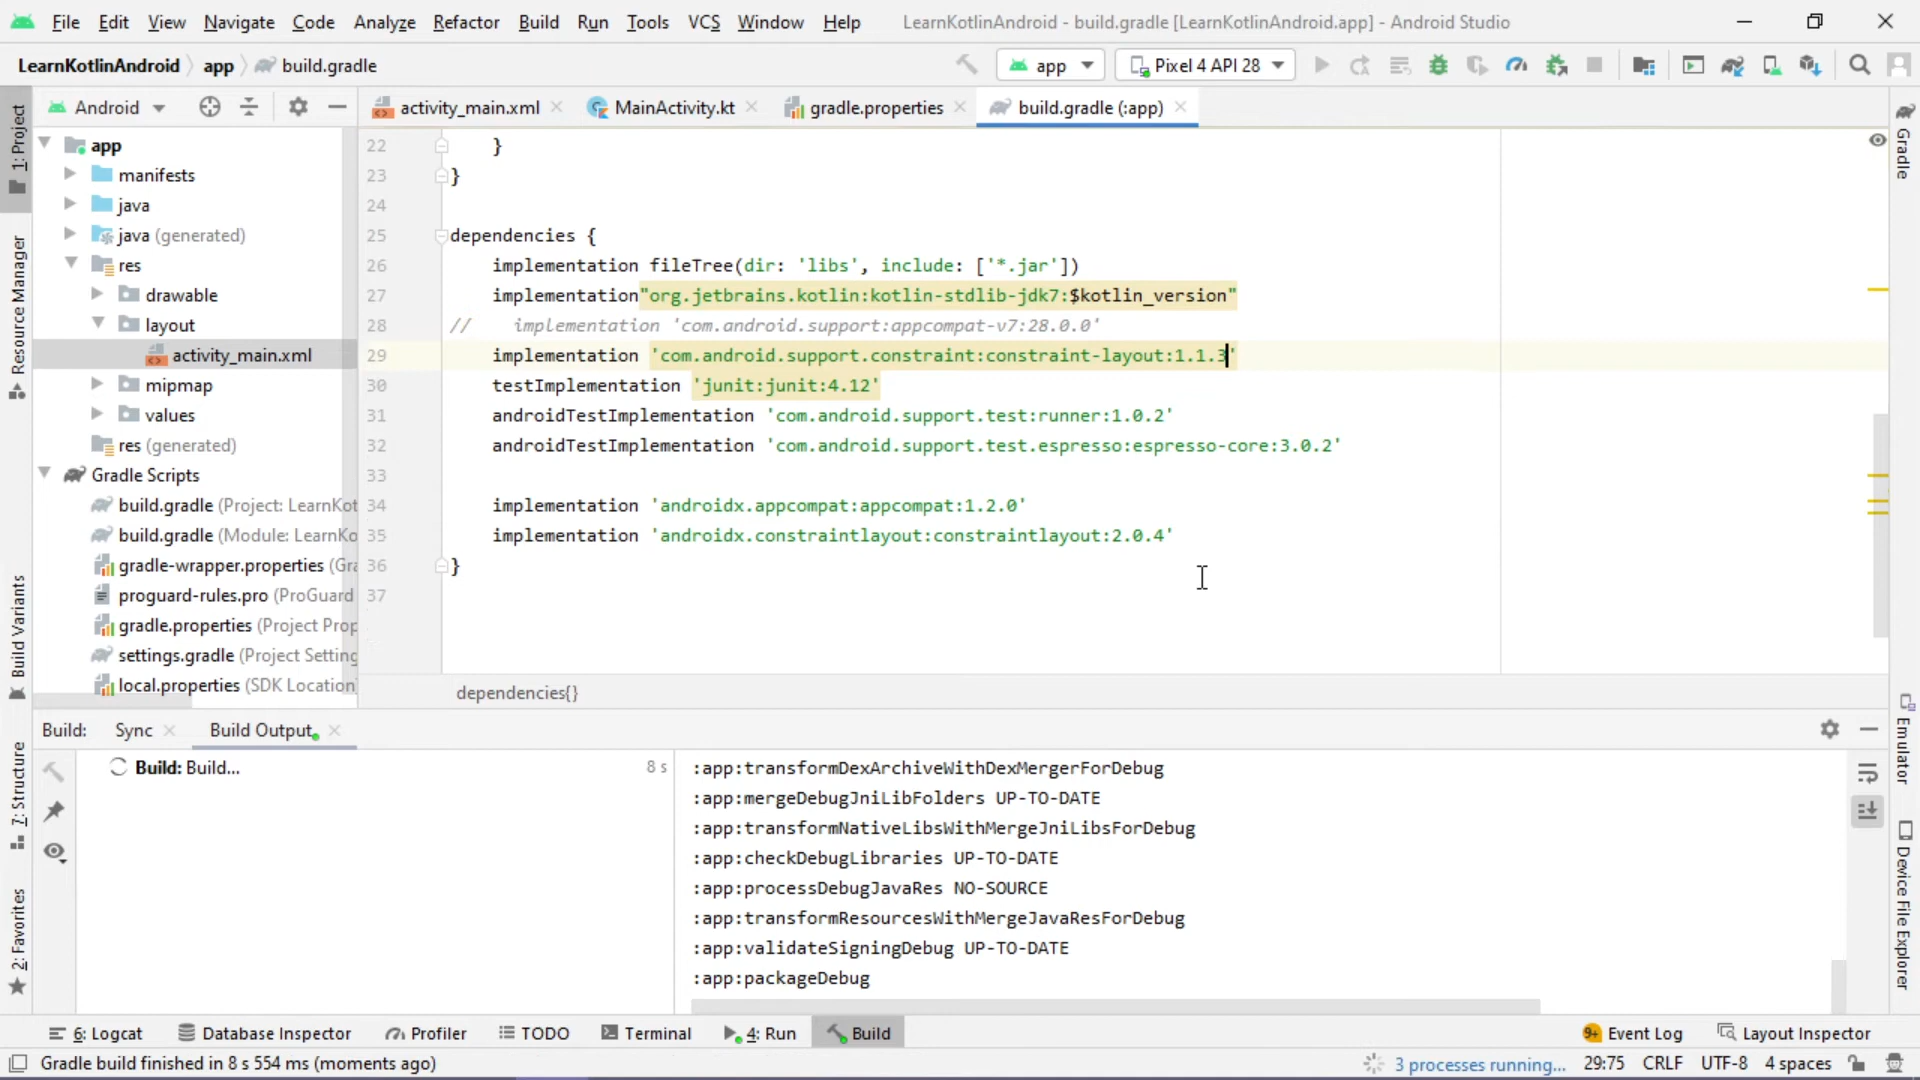 File Edit View Navigate Code Analyze Refactor Build Run Tools VCS Window Help LearnKotlinAndroid - build.gradle [LearnKotlinAndroid.app] - Android Studio
LearnKotlinAndroid app build.gradle app Pixel 4 API 28
Android activity_main.xml MainActivity.kt gradle.properties build.gradle (:app)
1: Project
Resource Manager
Build Variants
7: Structure
2: Favorites
app
manifests
java
java (generated)
res
drawable
layout
activity_main.xml
mipmap
values
res (generated)
Gradle Scripts
build.gradle (Project: LearnKot
build.gradle (Module: LearnKo
gradle-wrapper.properties (Gra
proguard-rules.pro (ProGuard
gradle.properties (Project Prop
settings.gradle (Project Setting
local.properties (SDK Location)
22 }
23 }
24
25 dependencies {
26 implementation fileTree(dir: 'libs', include: ['*.jar'])
27 implementation"org.jetbrains.kotlin:kotlin-stdlib-jdk7:$kotlin_version"
28 // implementation 'com.android.support:appcompat-v7:28.0.0'
29 implementation 'com.android.support.constraint:constraint-layout:1.1.3'
30 testImplementation 'junit:junit:4.12'
31 androidTestImplementation 'com.android.support.test:runner:1.0.2'
32 androidTestImplementation 'com.android.support.test.espresso:espresso-core:3.0.2'
33
34 implementation 'androidx.appcompat:appcompat:1.2.0'
35 implementation 'androidx.constraintlayout:constraintlayout:2.0.4'
36 }
37
dependencies{}
Gradle
Emulator
Device File Explorer
Build: Sync Build Output
Build: Build... 8 s
:app:transformDexArchiveWithDexMergerForDebug
:app:mergeDebugJniLibFolders UP-TO-DATE
:app:transformNativeLibsWithMergeJniLibsForDebug
:app:checkDebugLibraries UP-TO-DATE
:app:processDebugJavaRes NO-SOURCE
:app:transformResourcesWithMergeJavaResForDebug
:app:validateSigningDebug UP-TO-DATE
:app:packageDebug
6: Logcat Database Inspector Profiler TODO Terminal 4: Run Build 9+ Event Log Layout Inspector
Gradle build finished in 8 s 554 ms (moments ago) 3 processes running... 29:75 CRLF UTF-8 4 spaces